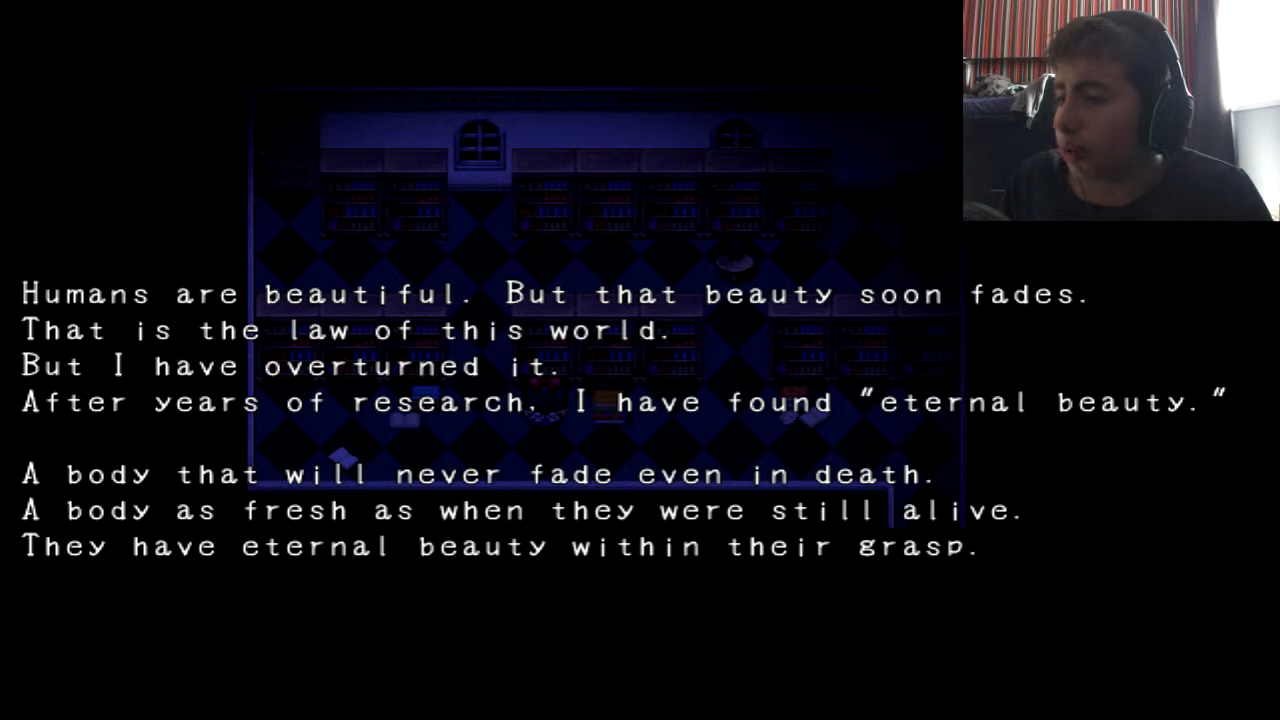 Humans are beautiful. But that beauty soon fades.
That is the law of this world.
But I have overturned it.
After years of research, I have found "eternal beauty."
A body that will never fade even in death.
A body as fresh as when they were still alive.
They have eternal beauty within their grasp.